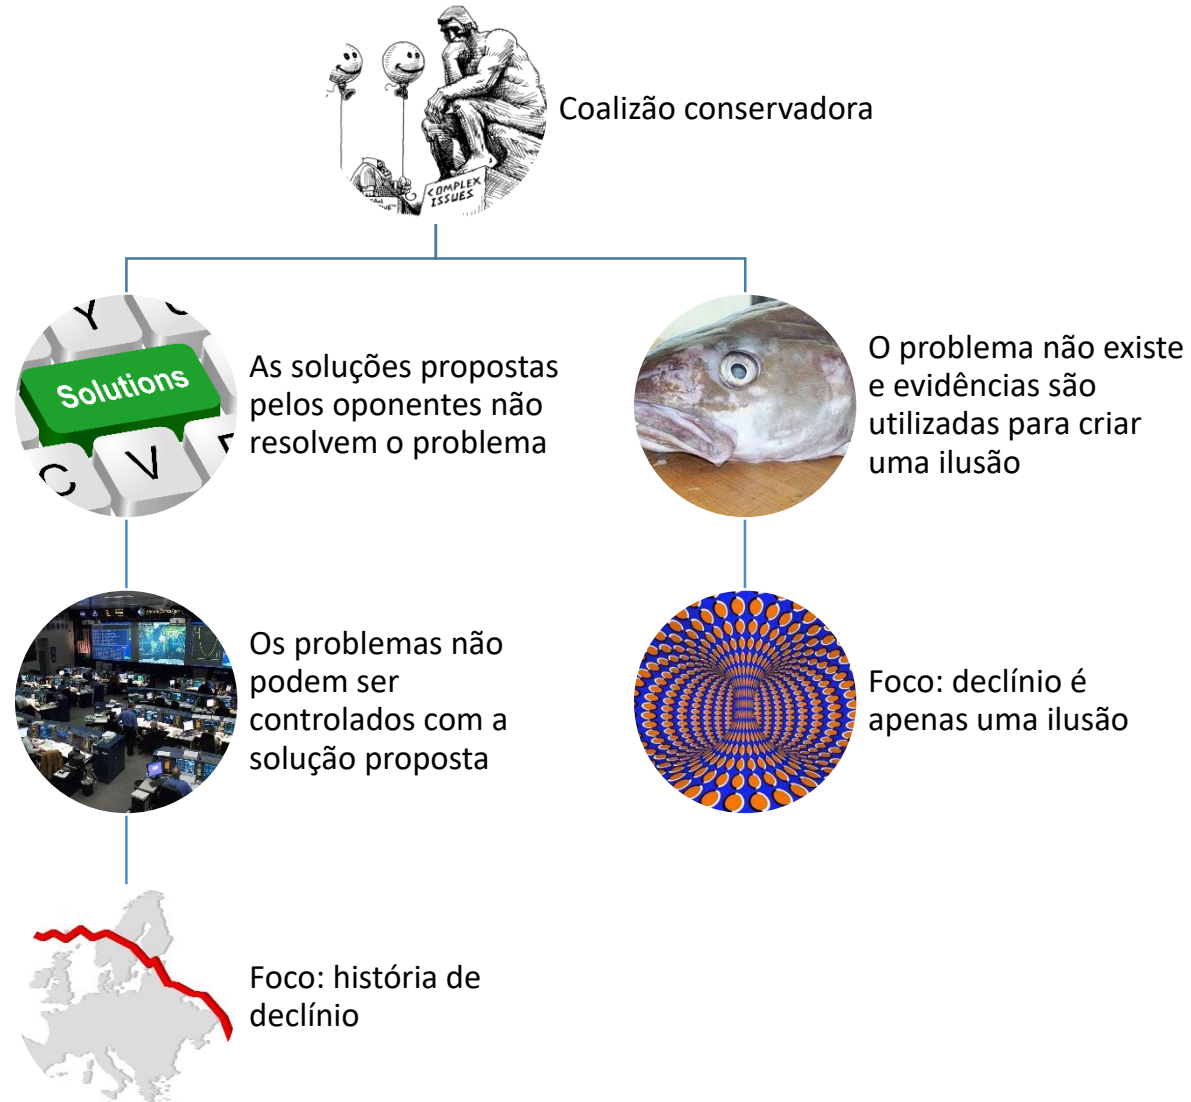 COMPLEX
ISSUES
Coalizão conservadora
Y
Solutions
C
V
As soluções propostas
pelos oponentes não
resolvem o problema
O problema não existe
e evidências são
utilizadas para criar
uma ilusão
Os problemas não
podem ser
controlados com a
solução proposta
Foco: declínio é
apenas uma ilusão
Foco: história de
declínio